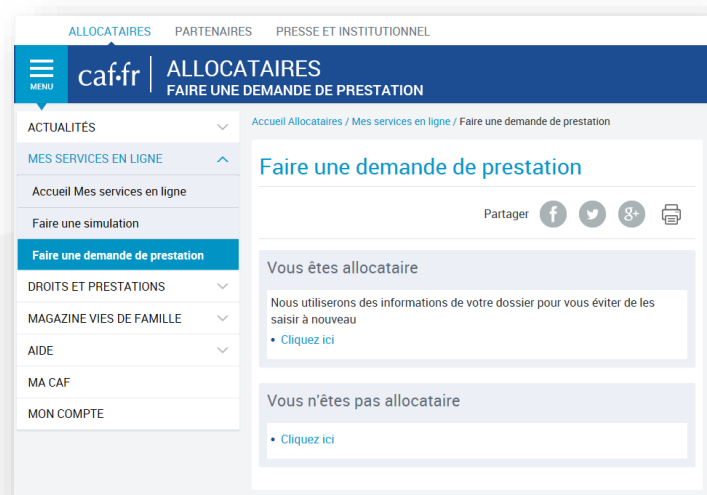 ALLOCATAIRES PARTENAIRES PRESSE ET INSTITUTIONNEL
MENU
caf.fr
ALLOCATAIRES
FAIRE UNE DEMANDE DE PRESTATION
ACTUALITÉS
MES SERVICES EN LIGNE
Accueil Mes services en ligne
Faire une simulation
Faire une demande de prestation
DROITS ET PRESTATIONS
MAGAZINE VIES DE FAMILLE
AIDE
MA CAF
MON COMPTE
Accueil Allocataires / Mes services en ligne / Faire une demande de prestation
Faire une demande de prestation
Partager f 8+
Vous êtes allocataire
Nous utiliserons des informations de votre dossier pour vous éviter de les
saisir à nouveau
• Cliquez ici
Vous n'êtes pas allocataire
• Cliquez ici